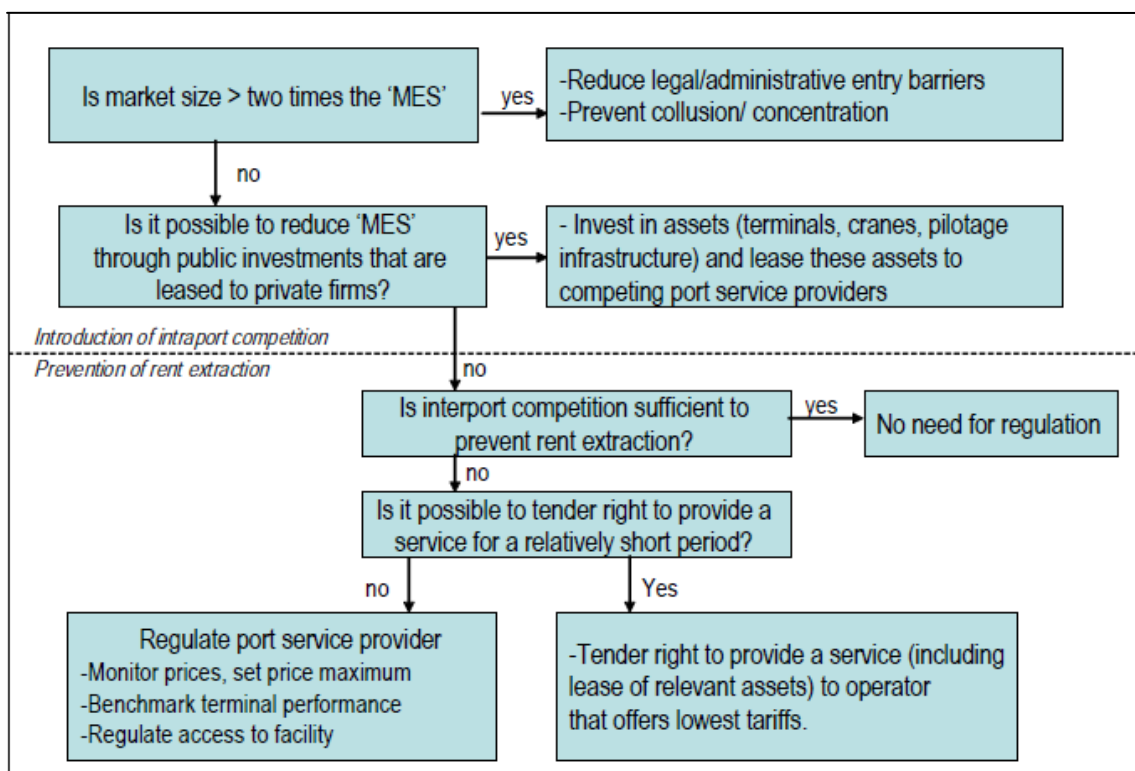 Is market size > two times the ‘MES’
yes
-Reduce legal/administrative entry barriers
-Prevent collusion/ concentration
no
Is it possible to reduce ‘MES’
through public investments that are
leased to private firms?
yes
- Invest in assets (terminals, cranes, pilotage
infrastructure) and lease these assets to
competing port service providers
Introduction of intraport competition
Prevention of rent extraction
no
Is interport competition sufficient to
prevent rent extraction?
yes
No need for regulation
no
Is it possible to tender right to provide a
service for a relatively short period?
no
Yes
Regulate port service provider
-Monitor prices, set price maximum
-Benchmark terminal performance
-Regulate access to facility
-Tender right to provide a service (including
lease of relevant assets) to operator
that offers lowest tariffs.